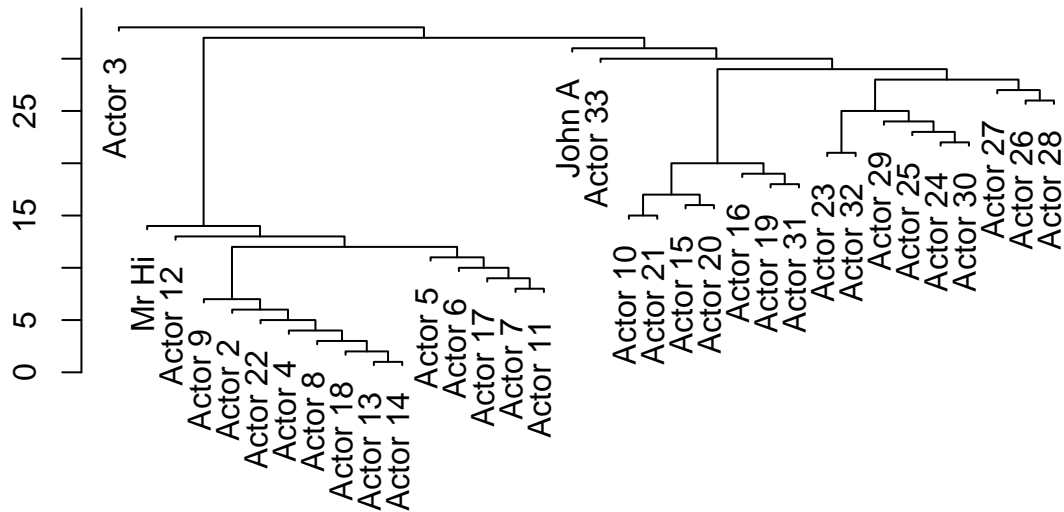 25
15
5
0
Actor 3
Mr Hi
Actor 12
Actor 9
Actor 2
Actor 22
Actor 4
Actor 8
Actor 18
Actor 13
Actor 14
Actor 5
Actor 6
Actor 17
Actor 7
Actor 11
John A
Actor 33
Actor 10
Actor 21
Actor 15
Actor 20
Actor 16
Actor 19
Actor 31
Actor 23
Actor 32
Actor 29
Actor 25
Actor 24
Actor 30
Actor 27
Actor 26
Actor 28